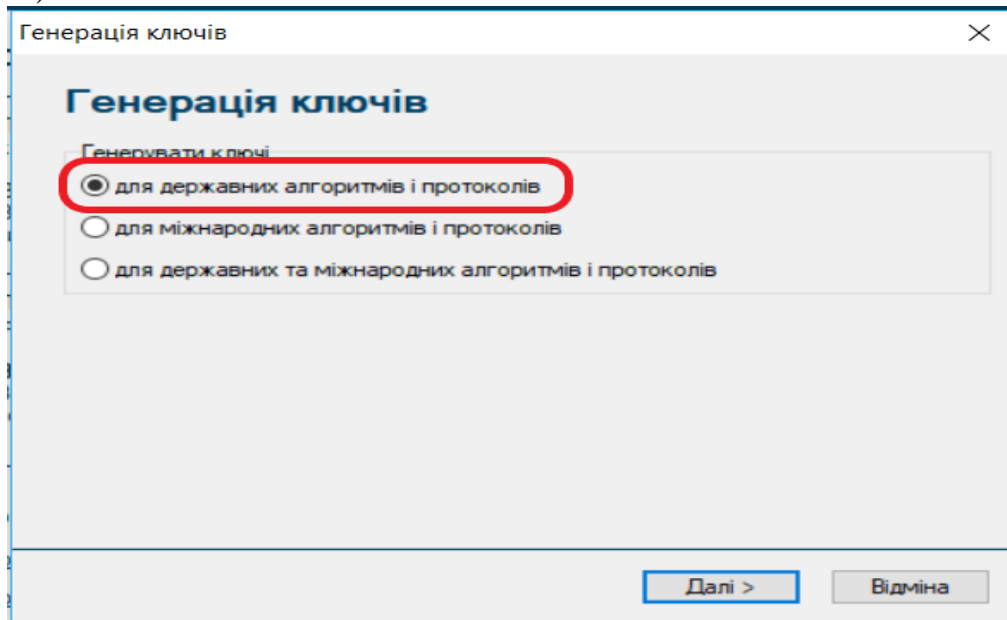 Генерація ключів
Генерація ключів
Генерувати ключі
для державних алгоритмів і протоколів
для міжнародних алгоритмів і протоколів
для державних та міжнародних алгоритмів і протоколів
Далі >
Відміна